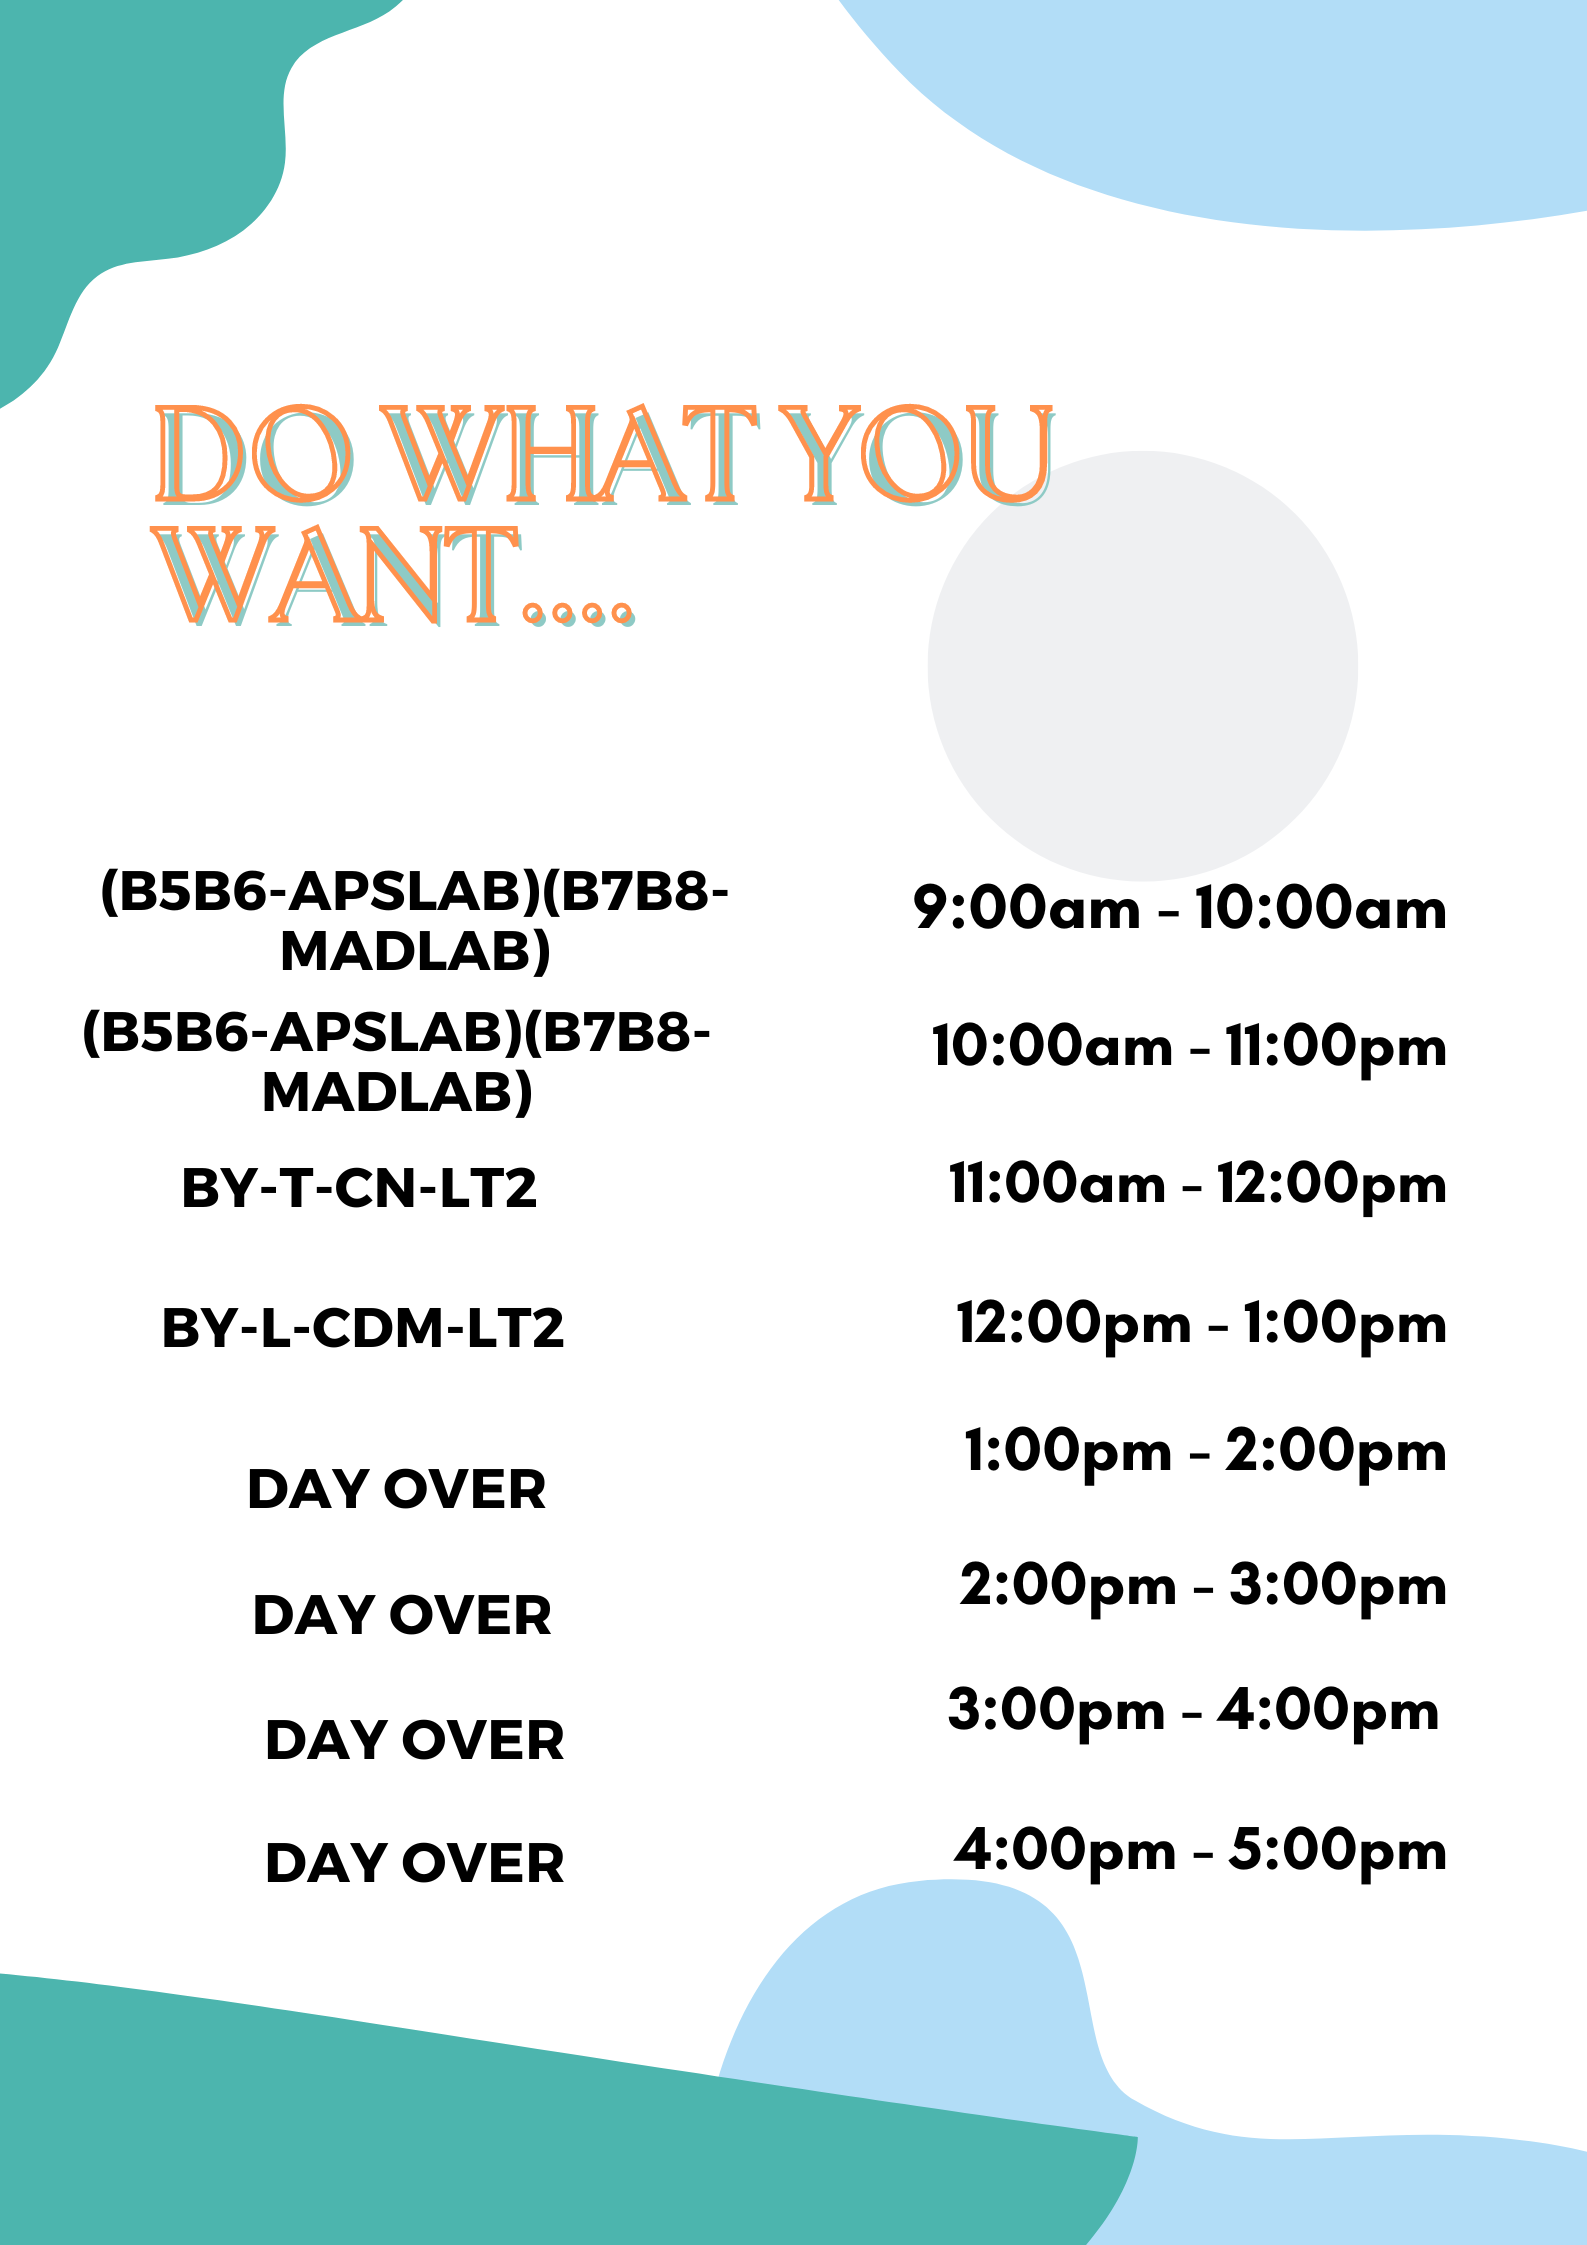 DO WHAT YOU
WANT....
(B5B6-APSLAB)(B7B8-
MADLAB)
9:00am - 10:00am
(B5B6-APSLAB)(B7B8-
MADLAB)
10:00am - 11:00pm
BY-T-CN-LT2
11:00am - 12:00pm
BY-L-CDM-LT2
12:00pm - 1:00pm
DAY OVER
1:00pm - 2:00pm
DAY OVER
2:00pm - 3:00pm
DAY OVER
3:00pm - 4:00pm
DAY OVER
4:00pm - 5:00pm